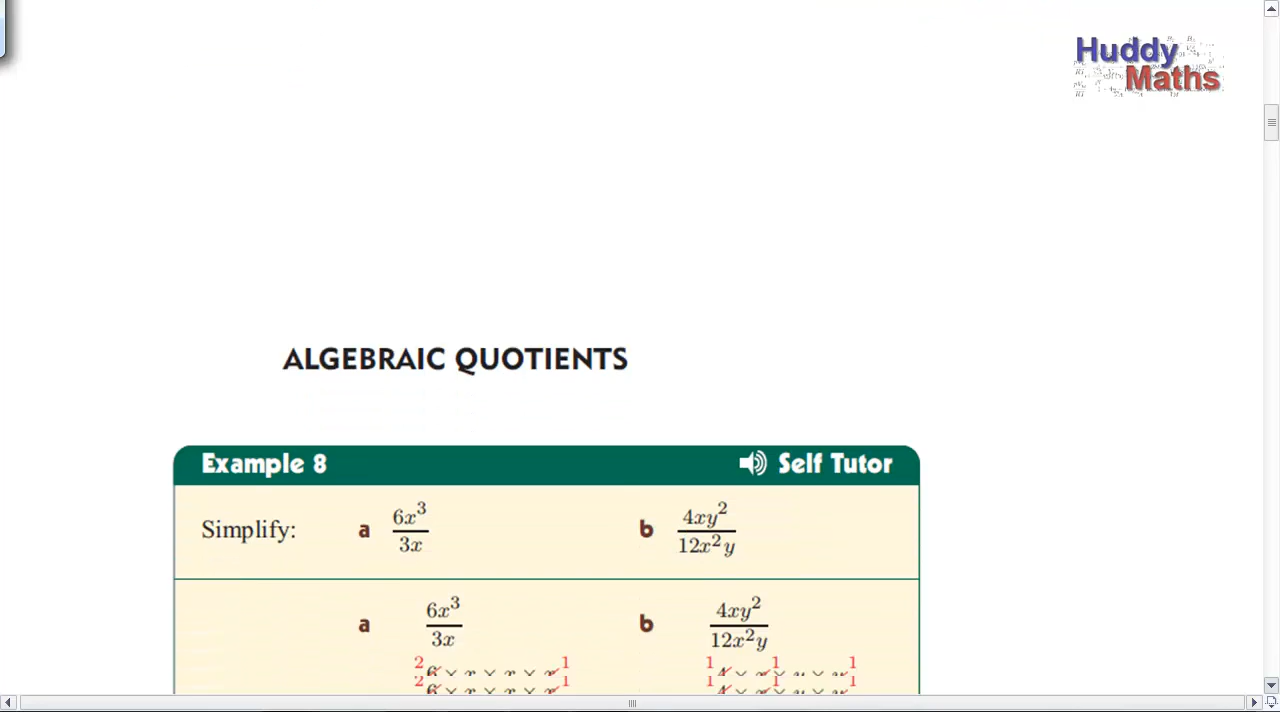 Huddy
Maths
ALGEBRAIC QUOTIENTS
Example 8 Self Tutor
Simplify: a 6x³/3x b 4xy²/12x²y
a 6x³/3x b 4xy²/12x²y